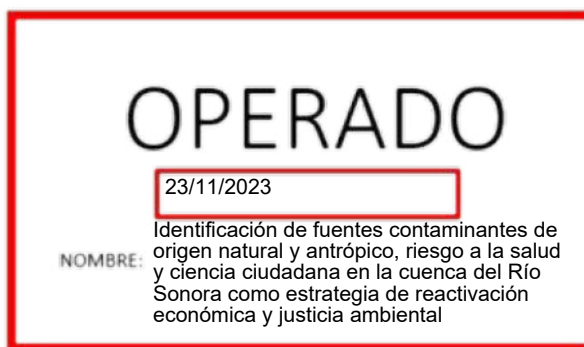 OPERADO
23/11/2023
Identificación de fuentes contaminantes de
NOMBRE: origen natural y antrópico, riesgo a la salud
y ciencia ciudadana en la cuenca del Río
Sonora como estrategia de reactivación
económica y justicia ambiental